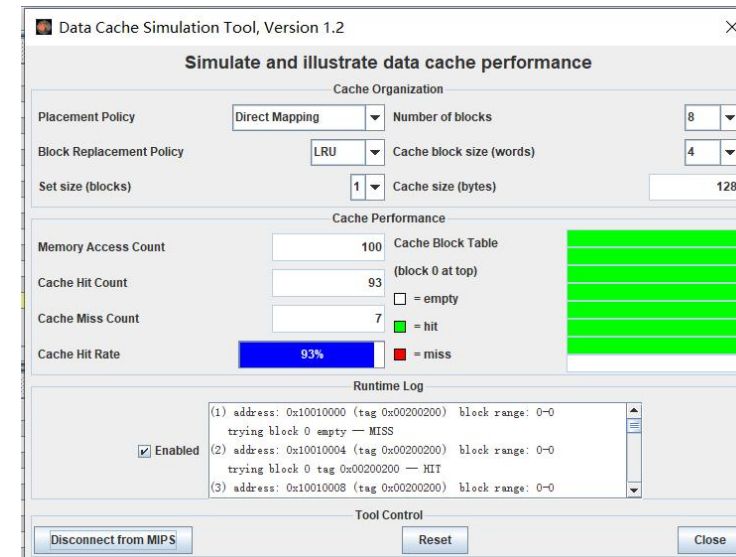 Data Cache Simulation Tool, Version 1.2
Simulate and illustrate data cache performance
Cache Organization
Placement Policy Direct Mapping Number of blocks 8
Block Replacement Policy LRU Cache block size (words) 4
Set size (blocks) 1 Cache size (bytes) 128
Cache Performance
Memory Access Count 100 Cache Block Table
(block 0 at top)
Cache Hit Count 93
= empty
Cache Miss Count 7
= hit
Cache Hit Rate 93% = miss
Runtime Log
Enabled
(1) address: 0x10010000 (tag 0x00200200) block range: 0-0
trying block 0 empty -- MISS
(2) address: 0x10010004 (tag 0x00200200) block range: 0-0
trying block 0 tag 0x00200200 -- HIT
(3) address: 0x10010008 (tag 0x00200200) block range: 0-0
Tool Control
Disconnect from MIPS Reset Close